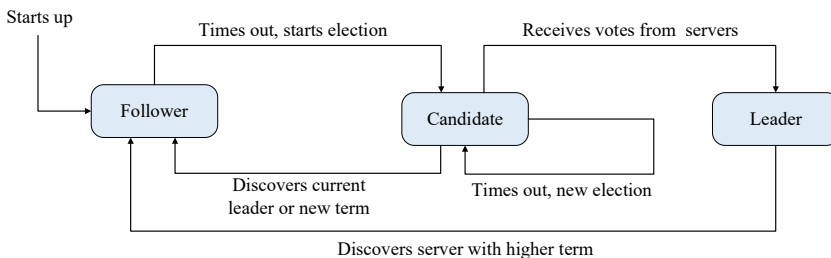 Starts up
Times out, starts election
Receives votes from servers
Follower
Candidate
Leader
Discovers current
leader or new term
Times out, new election
Discovers server with higher term